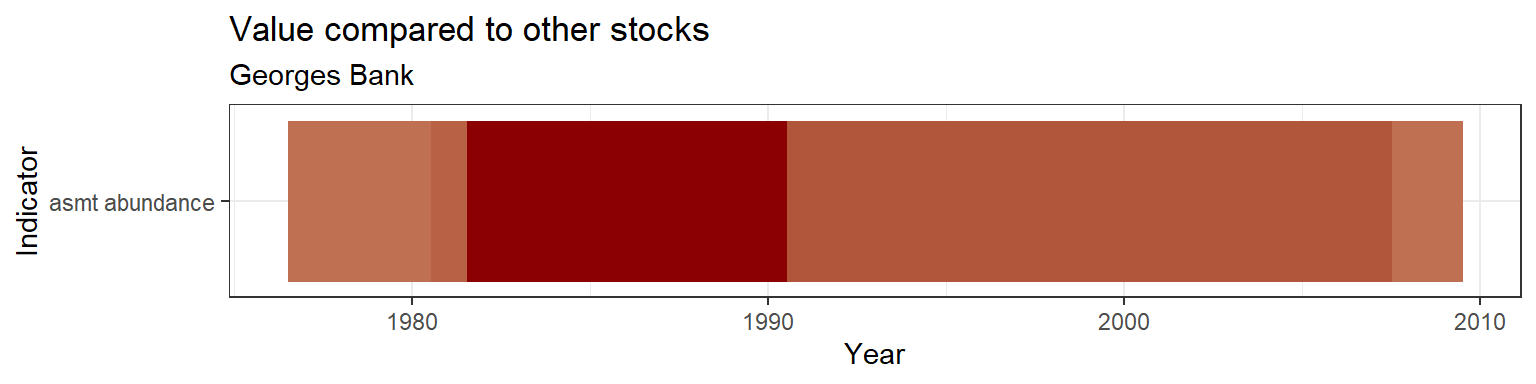 Value compared to other stocks
Georges Bank
Indicator
asmt abundance
1980 1990 2000 2010
Year